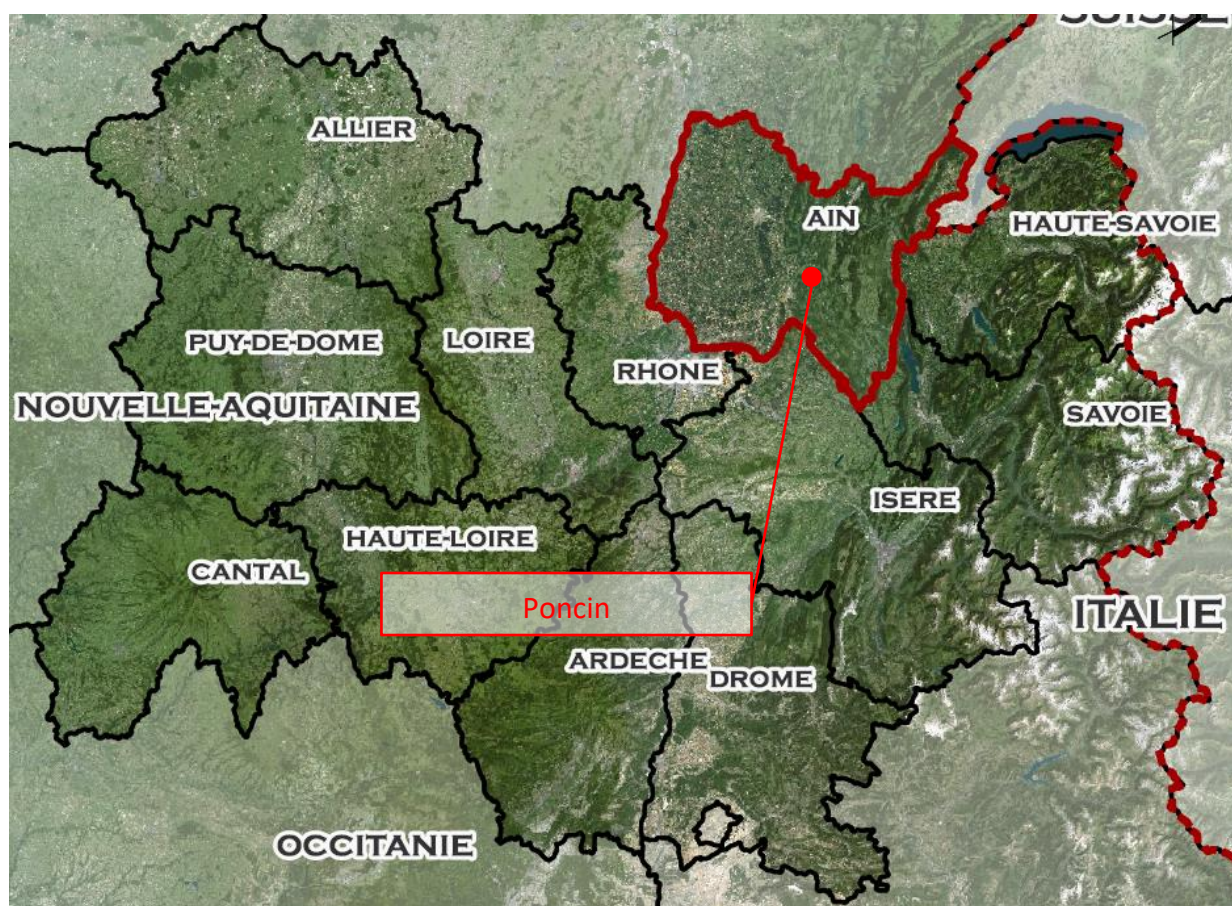 SUISSE
ALLIER
AIN
HAUTE-SAVOIE
PUY-DE-DOME
LOIRE
RHONE
NOUVELLE-AQUITAINE
SAVOIE
ISERE
HAUTE-LOIRE
CANTAL
Poncin
ITALIE
ARDECHE
DROME
OCCITANIE